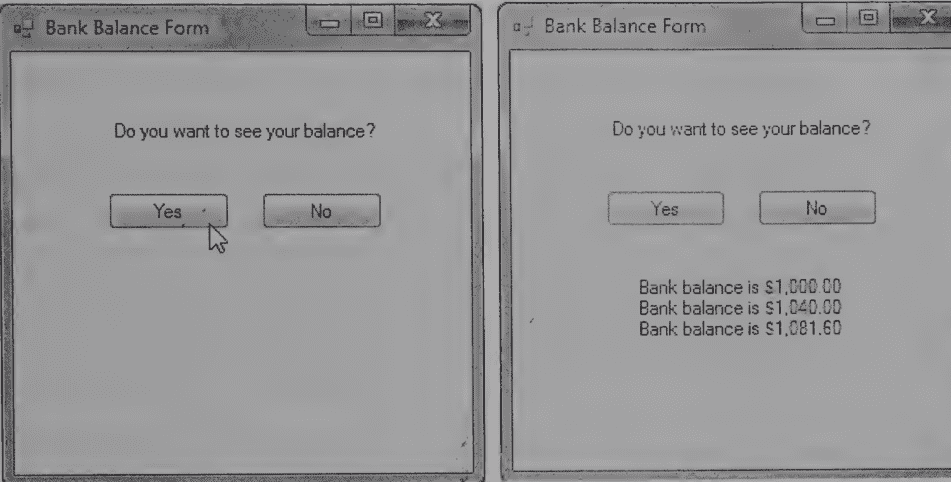 Bank Balance Form
Do you want to see your balance?
Yes
No
Bank Balance Form
Do you want to see your balance?
Yes
No
Bank balance is $1,000.00
Bank balance is $1,040.00
Bank balance is $1,081.60